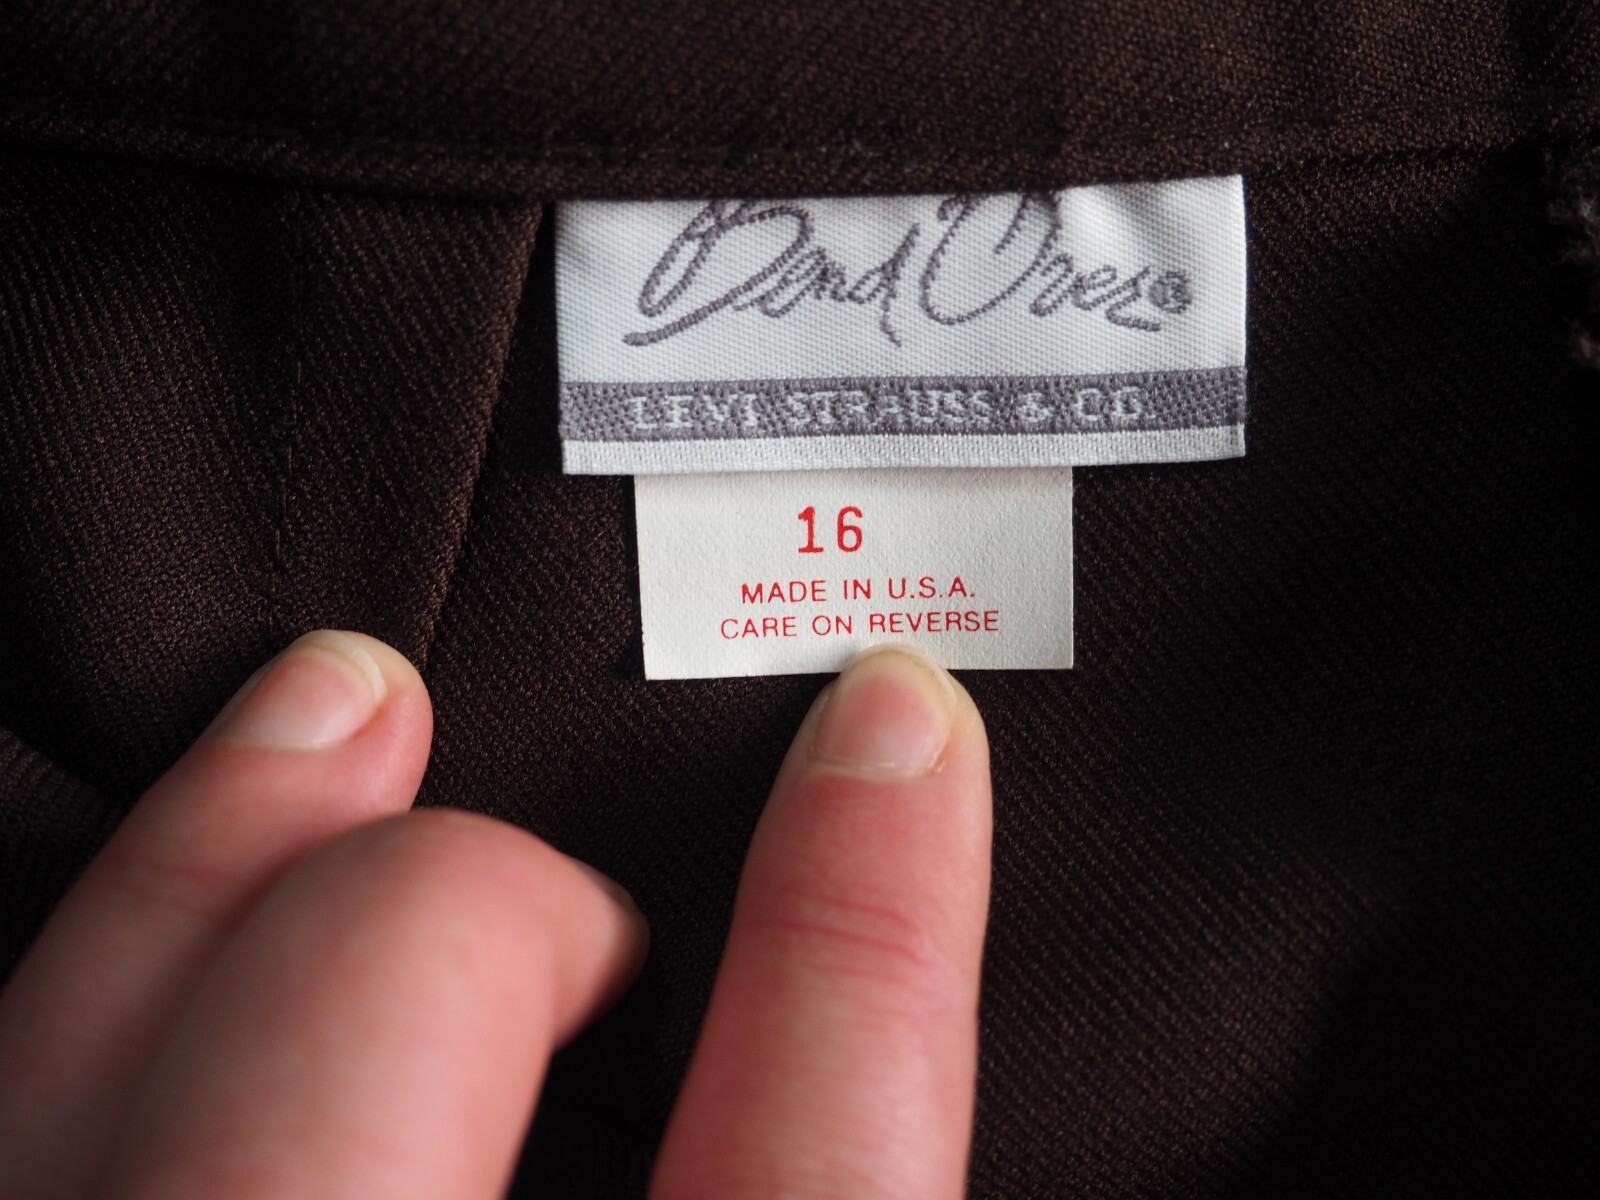 Bend Over®
LEVI STRAUSS & CO.
16
MADE IN U.S.A.
CARE ON REVERSE